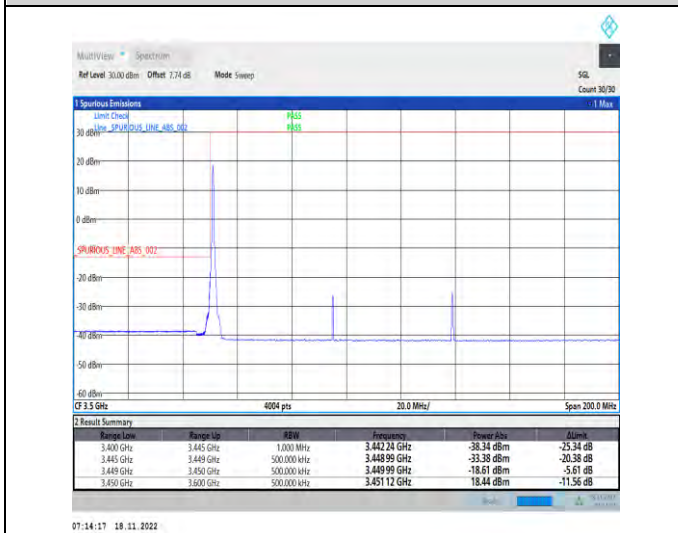 MultiView Spectrum
Ref Level 30.00 dBm Offset 7.74 dB Mode Sweep SGL
Count 30/30
1 Spurious Emissions 1 Max
Limit Check PASS
Line _SPURIOUS_LINE_ABS_002 PASS
30 dBm
20 dBm
10 dBm
0 dBm
_SPURIOUS_LINE_ABS_002
-20 dBm
-30 dBm
-40 dBm
-50 dBm
-60 dBm
CF 3.5 GHz 4004 pts 20.0 MHz/ Span 200.0 MHz
2 Result Summary
Range Low Range Up RBW Frequency Power Abs ΔLimit
3.400 GHz 3.445 GHz 1.000 MHz 3.442 24 GHz -38.34 dBm -25.34 dB
3.445 GHz 3.449 GHz 500.000 kHz 3.448 99 GHz -33.38 dBm -20.38 dB
3.449 GHz 3.450 GHz 500.000 kHz 3.449 99 GHz -18.61 dBm -5.61 dB
3.450 GHz 3.600 GHz 500.000 kHz 3.451 12 GHz 18.44 dBm -11.56 dB
07:14:17 18.11.2022